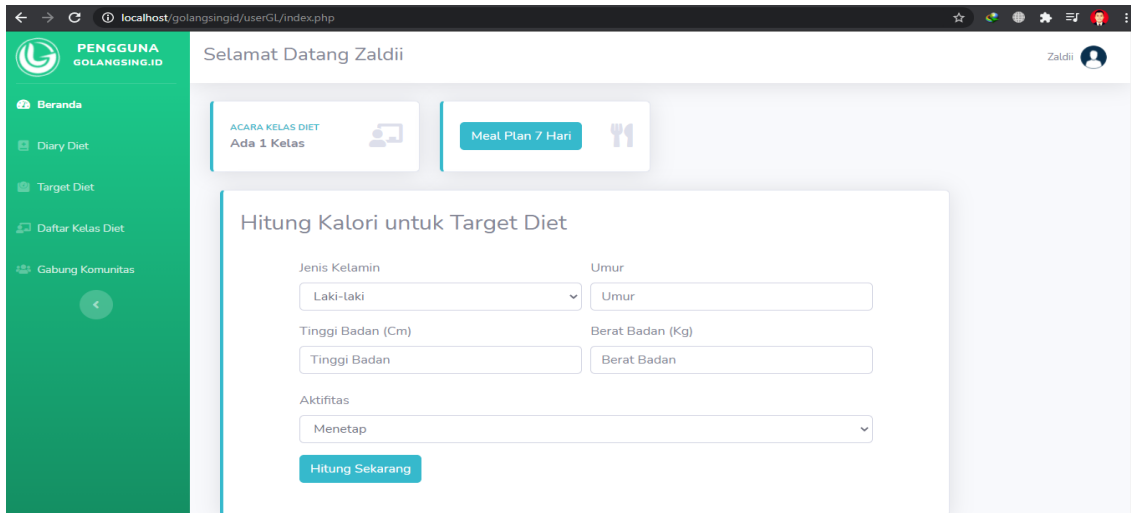 localhost/golangsingid/userGL/index.php
PENGGUNA
GOLANGSING.ID
Selamat Datang Zaldii
Zaldii
Beranda
Diary Diet
Target Diet
Daftar Kelas Diet
Gabung Komunitas
ACARA KELAS DIET
Ada 1 Kelas
Meal Plan 7 Hari
Hitung Kalori untuk Target Diet
Jenis Kelamin
Umur
Laki-laki
Umur
Tinggi Badan (Cm)
Berat Badan (Kg)
Tinggi Badan
Berat Badan
Aktifitas
Menetap
Hitung Sekarang